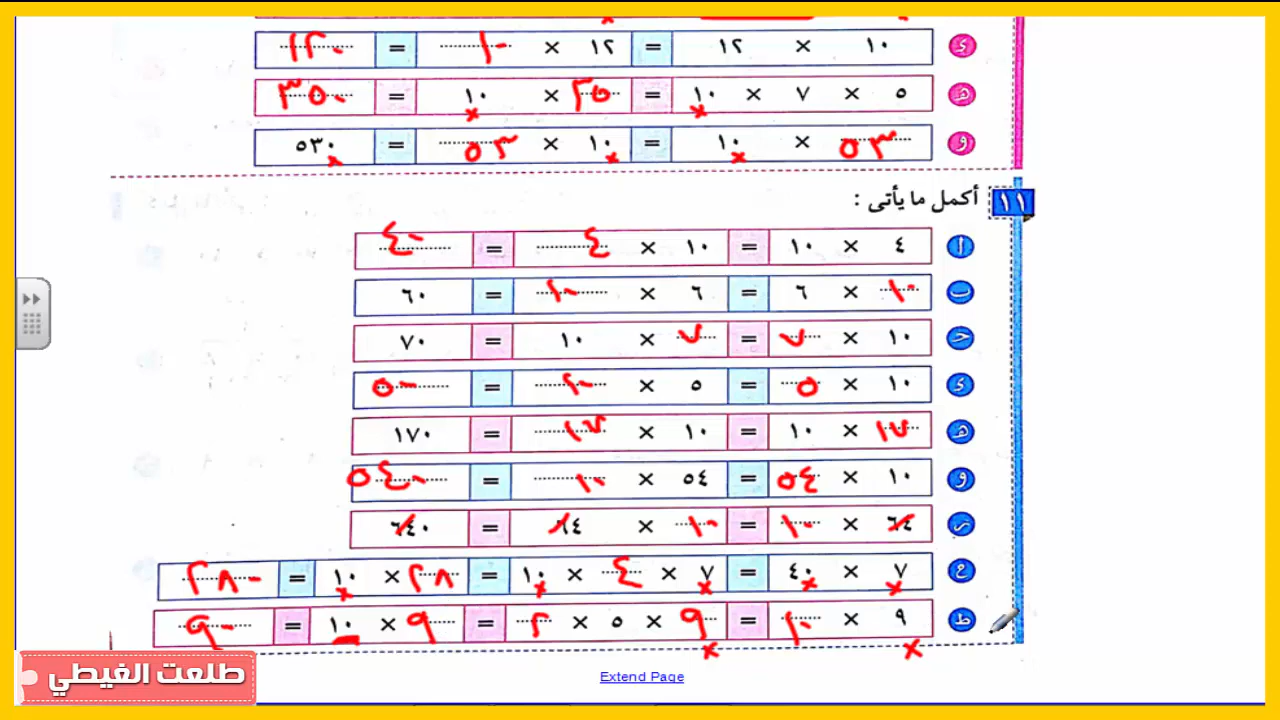 ى ١٠ × ١٢ = ١٢ × ١٠ = ١٢٠
هـ ٥ × ٧ × ١٠ = ٣٥ × ١٠ = ٣٥٠
و ٥٣ × ١٠ = ١٠ × ٥٣ = ٥٣٠
١١ أكمل ما يأتى :
أ ٤ × ١٠ = ١٠ × ٤ = ٤٠
ب ١٠ × ٦ = ٦ × ١٠ = ٦٠
حـ ١٠ × ٧ = ٧ × ١٠ = ٧٠
ى ١٠ × ٥ = ٥ × ١٠ = ٥٠
هـ ١٧ × ١٠ = ١٠ × ١٧ = ١٧٠
و ١٠ × ٥٤ = ٥٤ × ١٠ = ٥٤٠
ر ٦٤ × ١٠ = ١٠ × ٦٤ = ٦٤٠
ع ٧ × ٤٠ = ٧ × ٤ × ١٠ = ٢٨ × ١٠ = ٢٨٠
ط ٩ × ١٠ = ٩ × ٥ × ٢ = ٩ × ١٠ = ٩٠
طلعت الغيطي
Extend Page